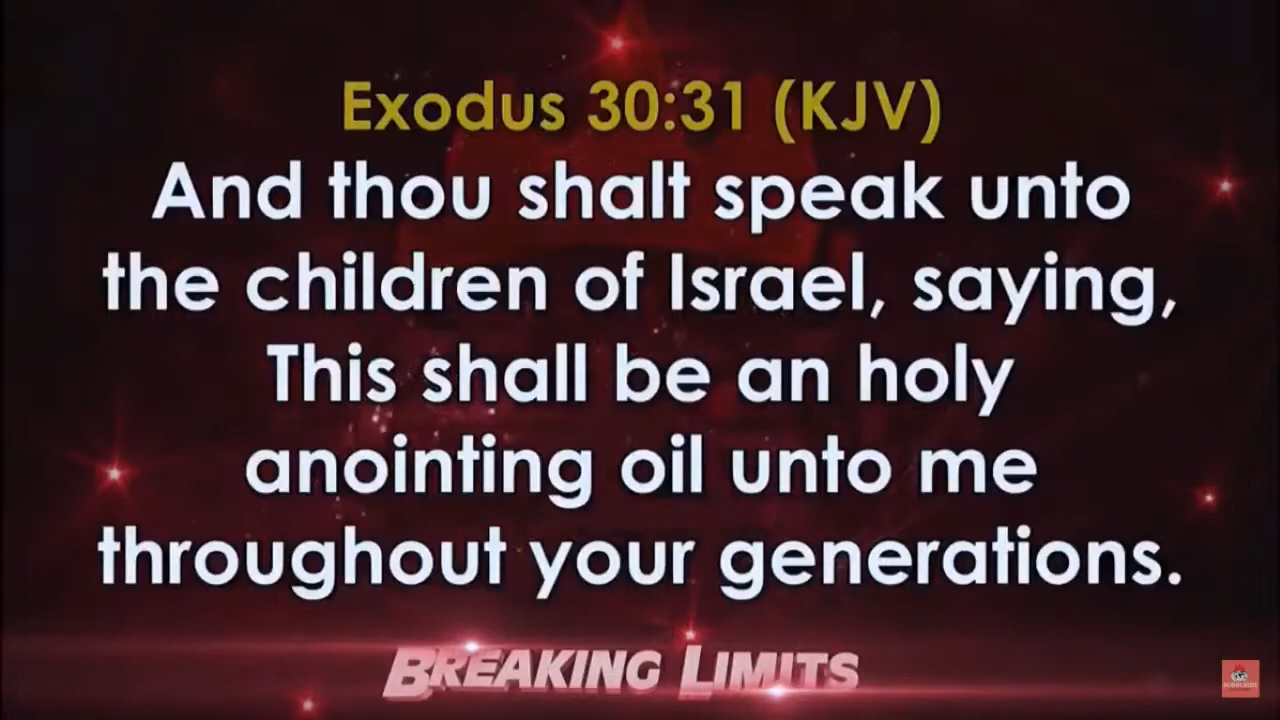 Exodus 30:31 (KJV)
And thou shalt speak unto
the children of Israel, saying,
This shall be an holy
anointing oil unto me
throughout your generations.
BREAKING LIMITS